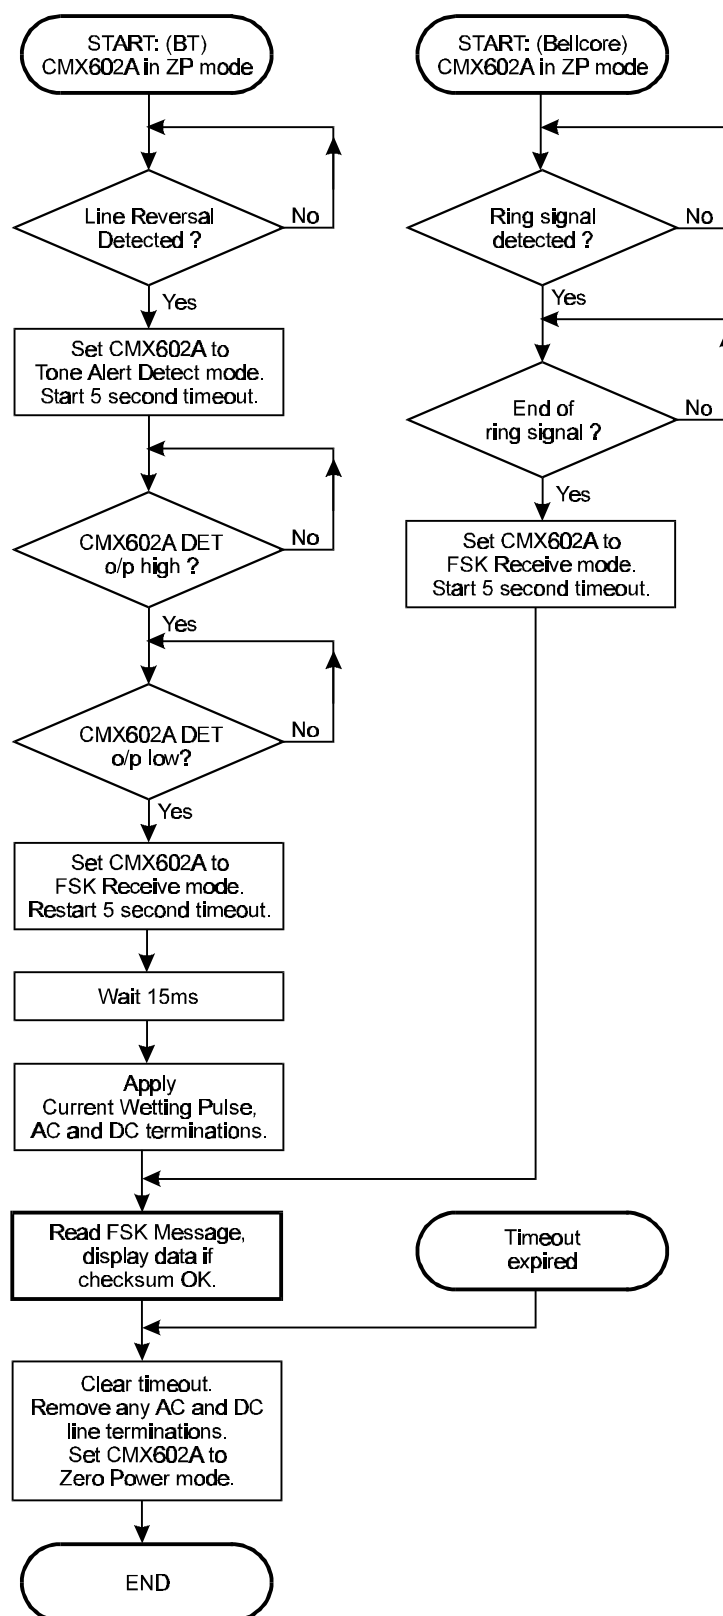 START: (BT)
CMX602A in ZP mode
Line Reversal
Detected ?
No
Yes
Set CMX602A to
Tone Alert Detect mode.
Start 5 second timeout.
CMX602A DET
o/p high ?
No
Yes
CMX602A DET
o/p low?
No
Yes
Set CMX602A to
FSK Receive mode.
Restart 5 second timeout.
Wait 15ms
Apply
Current Wetting Pulse,
AC and DC terminations.
START: (Bellcore)
CMX602A in ZP mode
Ring signal
detected ?
No
Yes
End of
ring signal ?
No
Yes
Set CMX602A to
FSK Receive mode.
Start 5 second timeout.
Read FSK Message,
display data if
checksum OK.
Timeout
expired
Clear timeout.
Remove any AC and DC
line terminations.
Set CMX602A to
Zero Power mode.
END